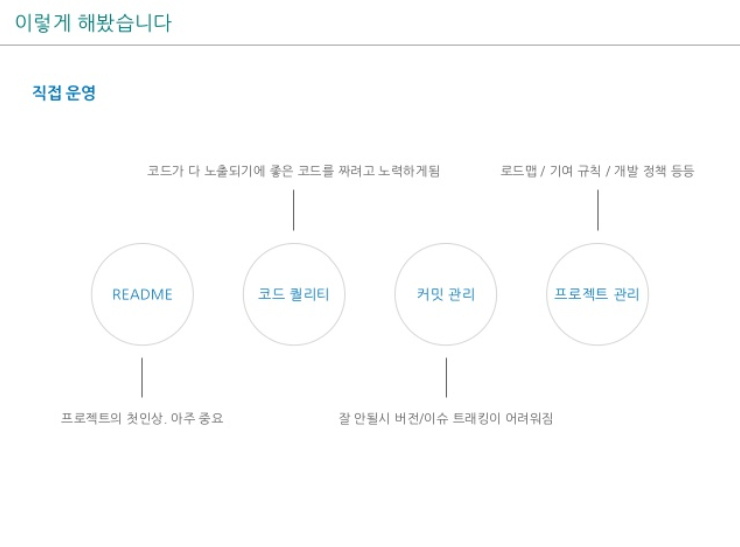 이렇게 해봤습니다
직접 운영
코드가 다 노출되기에 좋은 코드를 짜려고 노력하게됨
로드맵 / 기여 규칙 / 개발 정책 등등
README
코드 퀄리티
커밋 관리
프로젝트 관리
프로젝트의 첫인상. 아주 중요
잘 안될시 버전/이슈 트래킹이 어려워짐